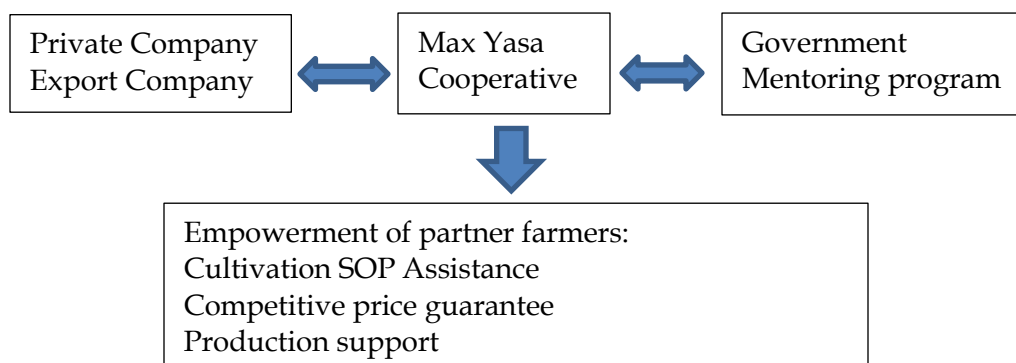 Private Company
Export Company
Max Yasa
Cooperative
Government
Mentoring program
Empowerment of partner farmers:
Cultivation SOP Assistance
Competitive price guarantee
Production support